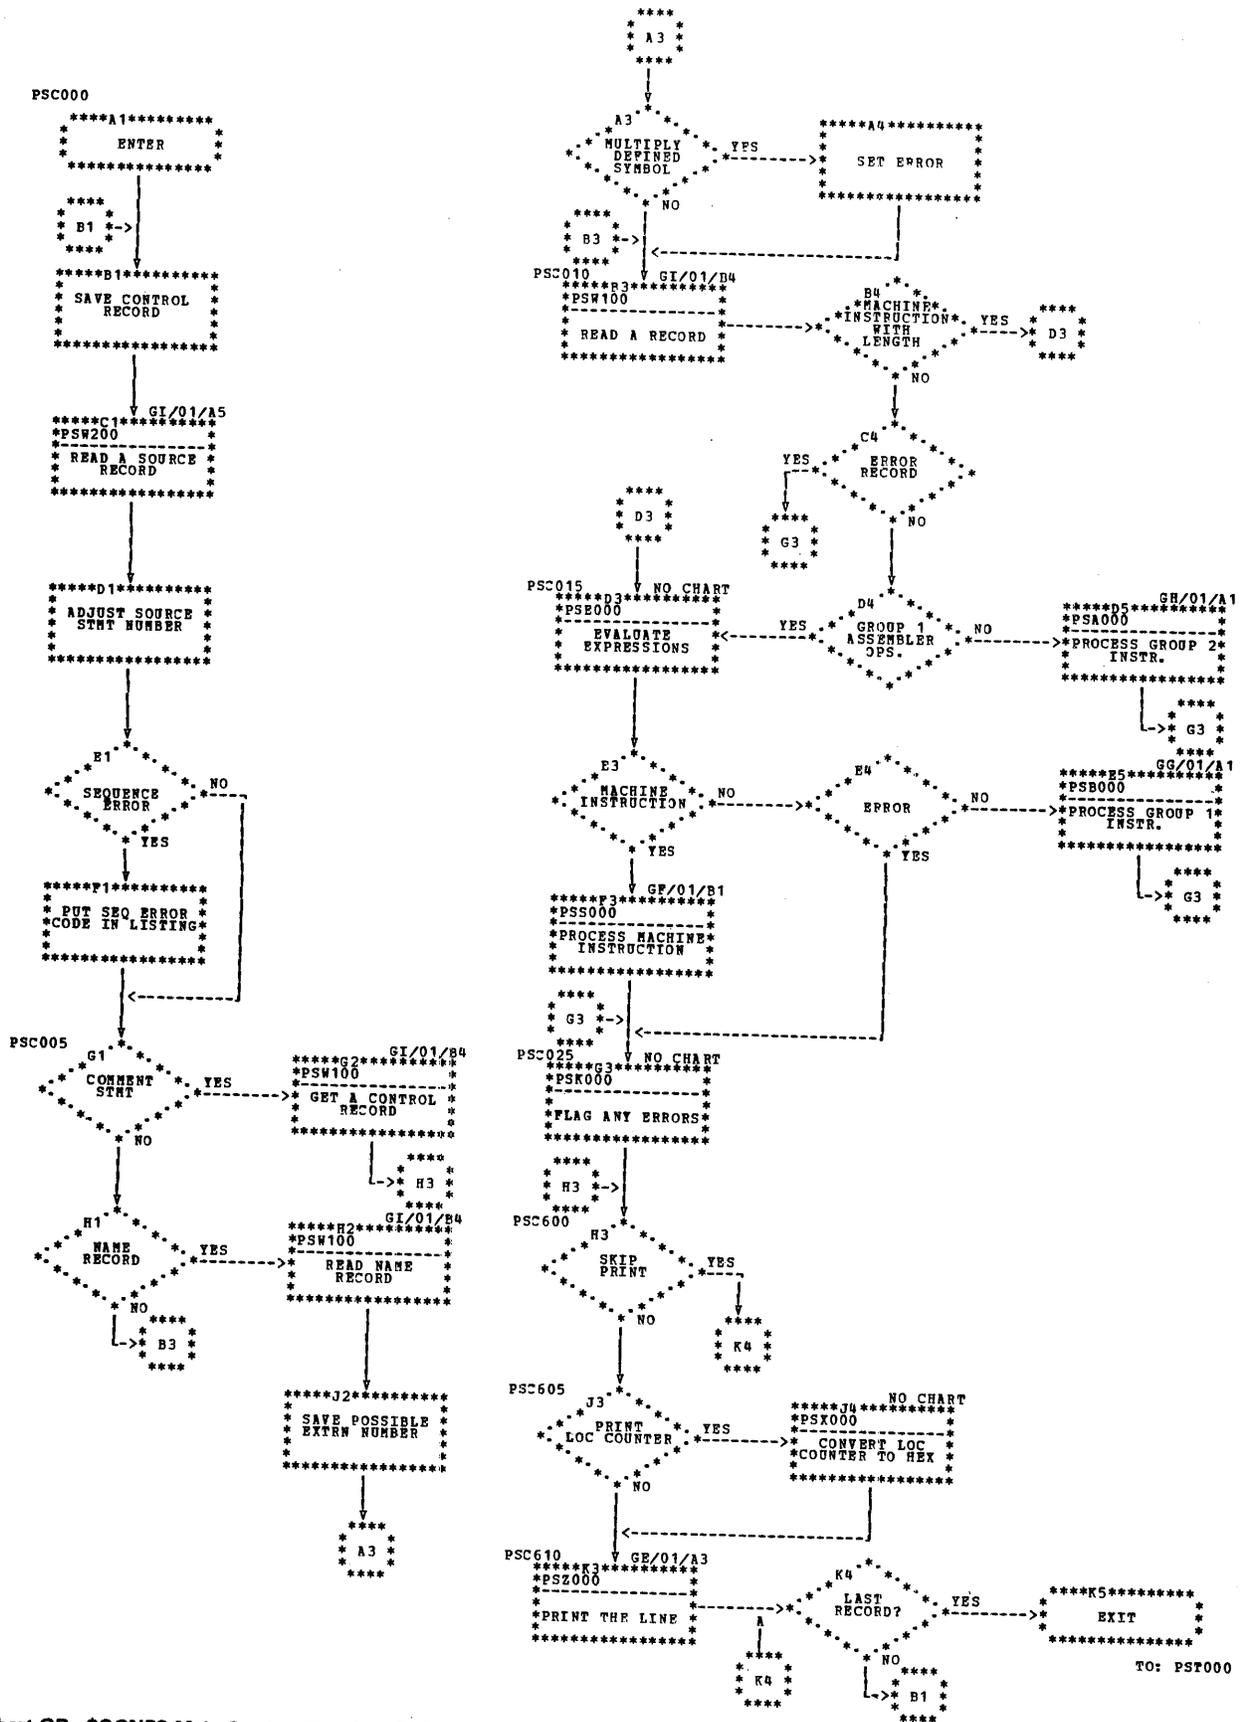 PSC000
A1
ENTER
B1
B1
SAVE CONTROL
RECORD
GI/01/A5
C1
PSW200
READ A SOURCE
RECORD
D1
ADJUST SOURCE
STMT NUMBER
E1
SEQUENCE
ERROR
NO
YES
F1
PUT SEQ ERROR
CODE IN LISTING
PSC005
G1
COMMENT
STMT
YES
NO
GI/01/B4
G2
PSW100
GET A CONTROL
RECORD
H3
H1
NAME
RECORD
YES
NO
B3
GI/01/B4
H2
PSW100
READ NAME
RECORD
J2
SAVE POSSIBLE
EXTRN NUMBER
A3
A3
A3
MULTIPLY
DEFINED
SYMBOL
YES
NO
A4
SET ERROR
B3
PSC010
GI/01/B4
B3
PSW100
READ A RECORD
B4
MACHINE
INSTRUCTION
WITH
LENGTH
YES
NO
D3
C4
ERROR
RECORD
YES
NO
G3
D3
PSC015
NO CHART
D3
PSE000
EVALUATE
EXPRESSIONS
D4
GROUP 1
ASSEMBLER
OPS.
YES
NO
GH/01/A1
D5
PSA000
PROCESS GROUP 2
INSTR.
G3
E3
MACHINE
INSTRUCTION
NO
YES
E4
ERROR
NO
YES
GG/01/A1
E5
PSB000
PROCESS GROUP 1
INSTR.
G3
GF/01/B1
F3
PSS000
PROCESS MACHINE
INSTRUCTION
G3
PSC025
NO CHART
G3
PSK000
FLAG ANY ERRORS
H3
PSC600
H3
SKIP
PRINT
YES
NO
K4
PSC605
J3
PRINT
LOC COUNTER
YES
NO
NO CHART
J4
PSX000
CONVERT LOC
COUNTER TO HEX
PSC610
GE/01/A3
K3
PSZ000
PRINT THE LINE
K4
K4
LAST
RECORD?
YES
NO
B1
K5
EXIT
TO: PST000